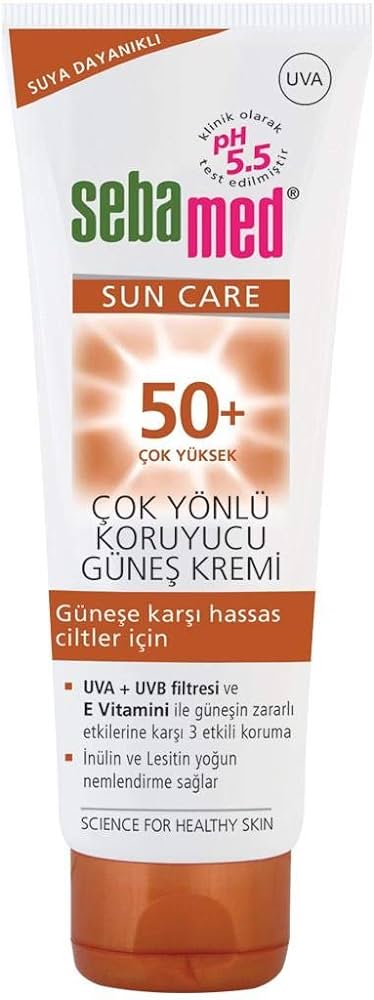 SUYA DAYANIKLI
UVA
klinik olarak
pH
5.5
test edilmiştir
sebamed®
SUN CARE
50+
ÇOK YÜKSEK
ÇOK YÖNLÜ
KORUYUCU
GÜNEŞ KREMİ
Güneşe karşı hassas
ciltler için
▪ UVA + UVB filtresi ve
E Vitamini ile güneşin zararlı
etkilerine karşı 3 etkili koruma
▪ İnülin ve Lesitin yoğun
nemlendirme sağlar
SCIENCE FOR HEALTHY SKIN